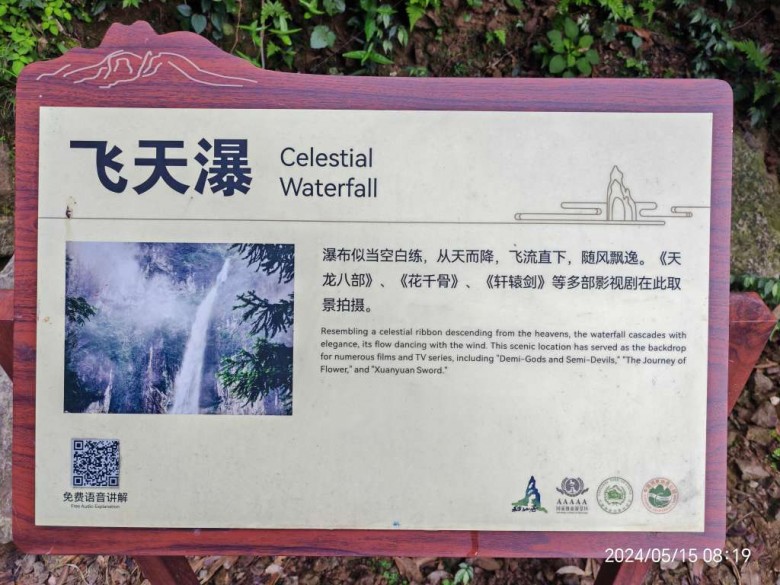 飞天瀑
Celestial
Waterfall
瀑布似当空白练，从天而降，飞流直下，随风飘逸。《天
龙八部》、《花千骨》、《轩辕剑》等多部影视剧在此取
景拍摄。
Resembling a celestial ribbon descending from the heavens, the waterfall cascades with
elegance, its flow dancing with the wind. This scenic location has served as the backdrop
for numerous films and TV series, including "Demi-Gods and Semi-Devils," "The Journey of
Flower," and "Xuanyuan Sword."
免费语音讲解
Free Audio Explanation
AAAAA
2024/05/15 08:19